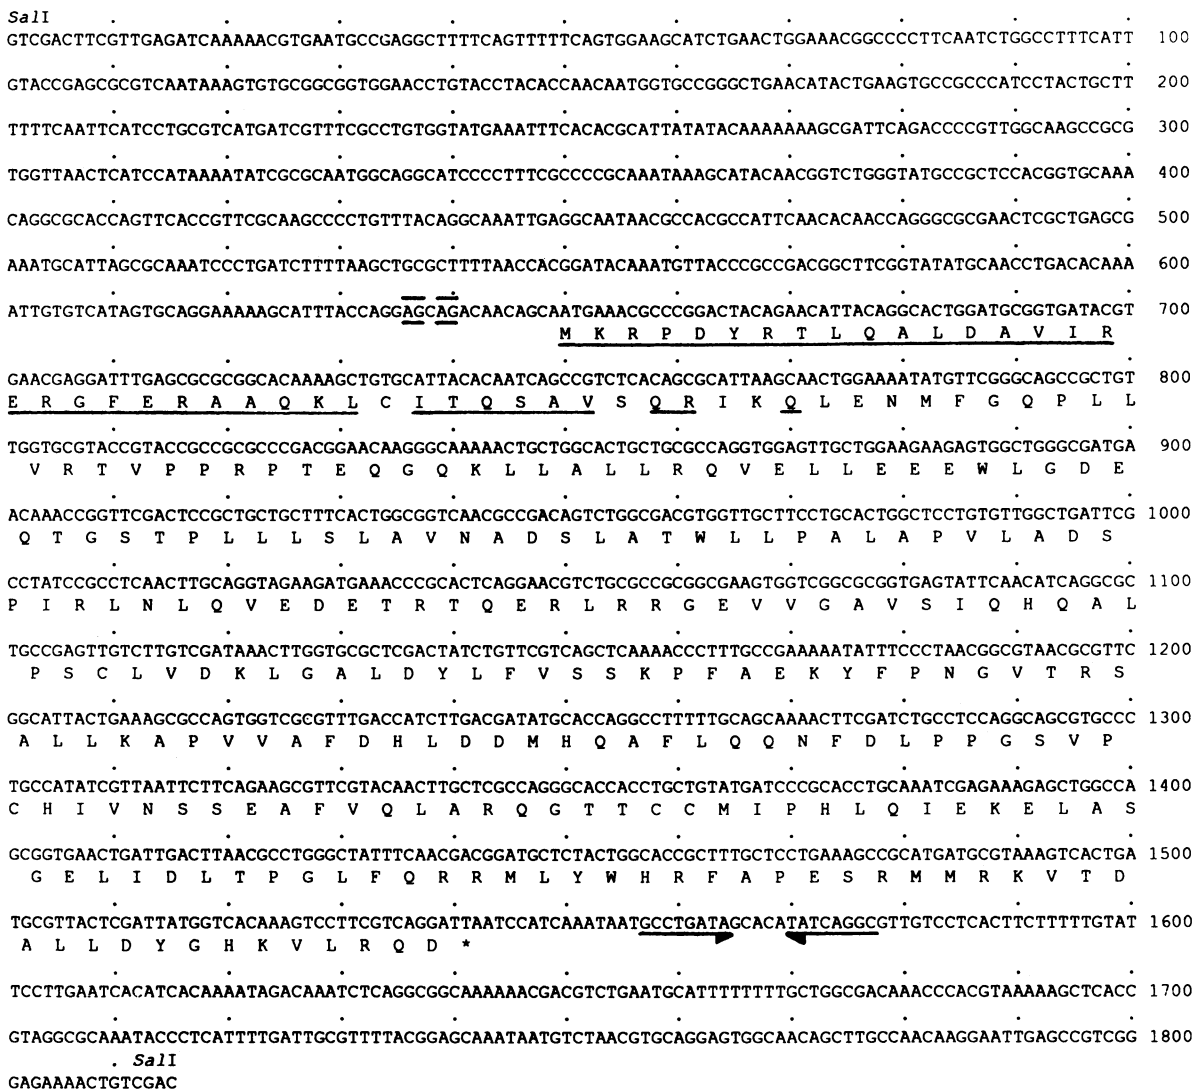 SalI
GTCGACTTCGTTGAGATCAAAAACGTGAATGCCGAGGCTTTTCAGTTTTTCAGTGGAAGCATCTGAACTGGAAACGGCCCCTTCAATCTGGCCTTTCATT 100
GTACCGAGCGCGTCAATAAAGTGTGCGGCGGTGGAACCTGTACCTACACCAACAATGGTGCCGGGCTGAACATACTGAAGTGCCGCCCATCCTACTGCTT 200
TTTTCAATTCATCCTGCGTCATGATCGTTTCGCCTGTGGTATGAAATTTCACACGCATTATATACAAAAAAAGCGATTCAGACCCCGTTGGCAAGCCGCG 300
TGGTTAACTCATCCATAAAATATCGCGCAATGGCAGGCATCCCCTTTCGCCCCGCAAATAAAGCATACAACGGTCTGGGTATGCCGCTCCACGGTGCAAA 400
CAGGCGCACCAGTTCACCGTTCGCAAGCCCCTGTTTACAGGCAAATTGAGGCAATAACGCCACGCCATTCAACACAACCAGGGCGCGAACTCGCTGAGCG 500
AAATGCATTAGCGCAAATCCCTGATCTTTTAAGCTGCGCTTTTAACCACGGATACAAATGTTACCCGCCGACGGCTTCGGTATATGCAACCTGACACAAA 600
ATTGTGTCATAGTGCAGGAAAAAGCATTTACCAGGAGCAGACAACAGCAATGAAACGCCCGGACTACAGAACATTACAGGCACTGGATGCGGTGATACGT 700
M K R P D Y R T L Q A L D A V I R
GAACGAGGATTTGAGCGCGCGGCACAAAAGCTGTGCATTACACAATCAGCCGTCTCACAGCGCATTAAGCAACTGGAAAATATGTTCGGGCAGCCGCTGT 800
E R G F E R A A Q K L C I T Q S A V S Q R I K Q L E N M F G Q P L L
TGGTGCGTACCGTACCGCCGCGCCCGACGGAACAAGGGCAAAAACTGCTGGCACTGCTGCGCCAGGTGGAGTTGCTGGAAGAAGAGTGGCTGGGCGATGA 900
V R T V P P R P T E Q G Q K L L A L L R Q V E L L E E E W L G D E
ACAAACCGGTTCGACTCCGCTGCTGCTTTCACTGGCGGTCAACGCCGACAGTCTGGCGACGTGGTTGCTTCCTGCACTGGCTCCTGTGTTGGCTGATTCG 1000
Q T G S T P L L L S L A V N A D S L A T W L L P A L A P V L A D S
CCTATCCGCCTCAACTTGCAGGTAGAAGATGAAACCCGCACTCAGGAACGTCTGCGCCGCGGCGAAGTGGTCGGCGCGGTGAGTATTCAACATCAGGCGC 1100
P I R L N L Q V E D E T R T Q E R L R R G E V V G A V S I Q H Q A L
TGCCGAGTTGTCTTGTCGATAAACTTGGTGCGCTCGACTATCTGTTCGTCAGCTCAAAACCCTTTGCCGAAAAATATTTCCCTAACGGCGTAACGCGTTC 1200
P S C L V D K L G A L D Y L F V S S K P F A E K Y F P N G V T R S
GGCATTACTGAAAGCGCCAGTGGTCGCGTTTGACCATCTTGACGATATGCACCAGGCCTTTTTGCAGCAAAACTTCGATCTGCCTCCAGGCAGCGTGCCC 1300
A L L K A P V V A F D H L D D M H Q A F L Q Q N F D L P P G S V P
TGCCATATCGTTAATTCTTCAGAAGCGTTCGTACAACTTGCTCGCCAGGGCACCACCTGCTGTATGATCCCGCACCTGCAAATCGAGAAAGAGCTGGCCA 1400
C H I V N S S E A F V Q L A R Q G T T C C M I P H L Q I E K E L A S
GCGGTGAACTGATTGACTTAACGCCTGGGCTATTTCAACGACGGATGCTCTACTGGCACCGCTTTGCTCCTGAAAGCCGCATGATGCGTAAAGTCACTGA 1500
G E L I D L T P G L F Q R R M L Y W H R F A P E S R M M R K V T D
TGCGTTACTCGATTATGGTCACAAAGTCCTTCGTCAGGATTAATCCATCAAATAATGCCTGATAGCACATATCAGGCGTTGTCCTCACTTCTTTTTGTAT 1600
A L L D Y G H K V L R Q D *
TCCTTGAATCACATCACAAAATAGACAAATCTCAGGCGGCAAAAAACGACGTCTGAATGCATTTTTTTTGCTGGCGACAAACCCACGTAAAAAGCTCACC 1700
GTAGGCGCAAATACCCTCATTTTGATTGCGTTTTACGGAGCAAATAATGTCTAACGTGCAGGAGTGGCAACAGCTTGCCAACAAGGAATTGAGCCGTCGG 1800
SalI
GAGAAAACTGTCGAC